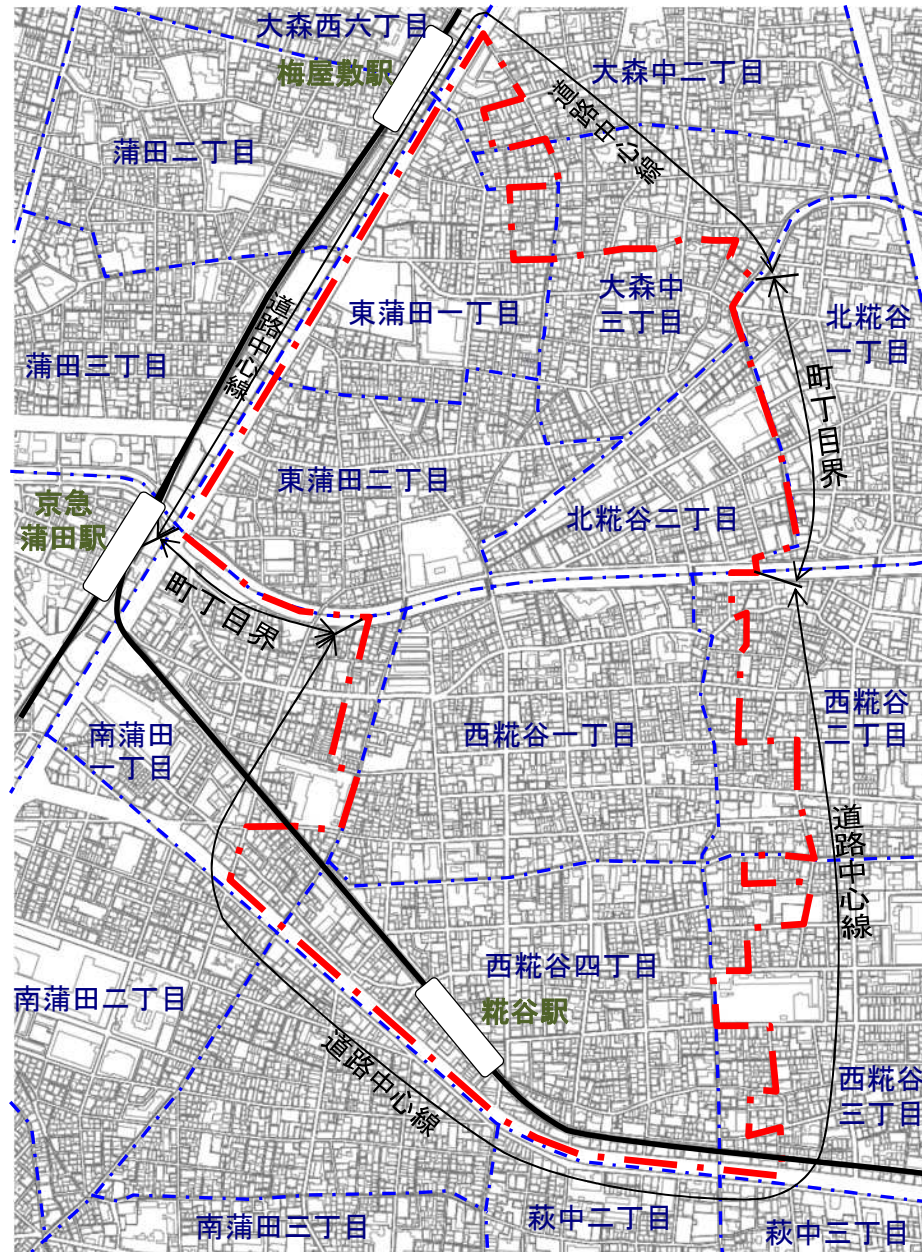 大森西六丁目
梅屋敷駅
大森中二丁目
道路中心線
蒲田二丁目
東蒲田一丁目
大森中
三丁目
北糀谷
一丁目
道路中心線
蒲田三丁目
町丁目界
東蒲田二丁目
京急
蒲田駅
北糀谷二丁目
町丁目界
南蒲田
一丁目
西糀谷一丁目
西糀谷
二丁目
道路中心線
西糀谷四丁目
糀谷駅
南蒲田二丁目
道路中心線
西糀谷
三丁目
南蒲田三丁目
萩中二丁目
萩中三丁目